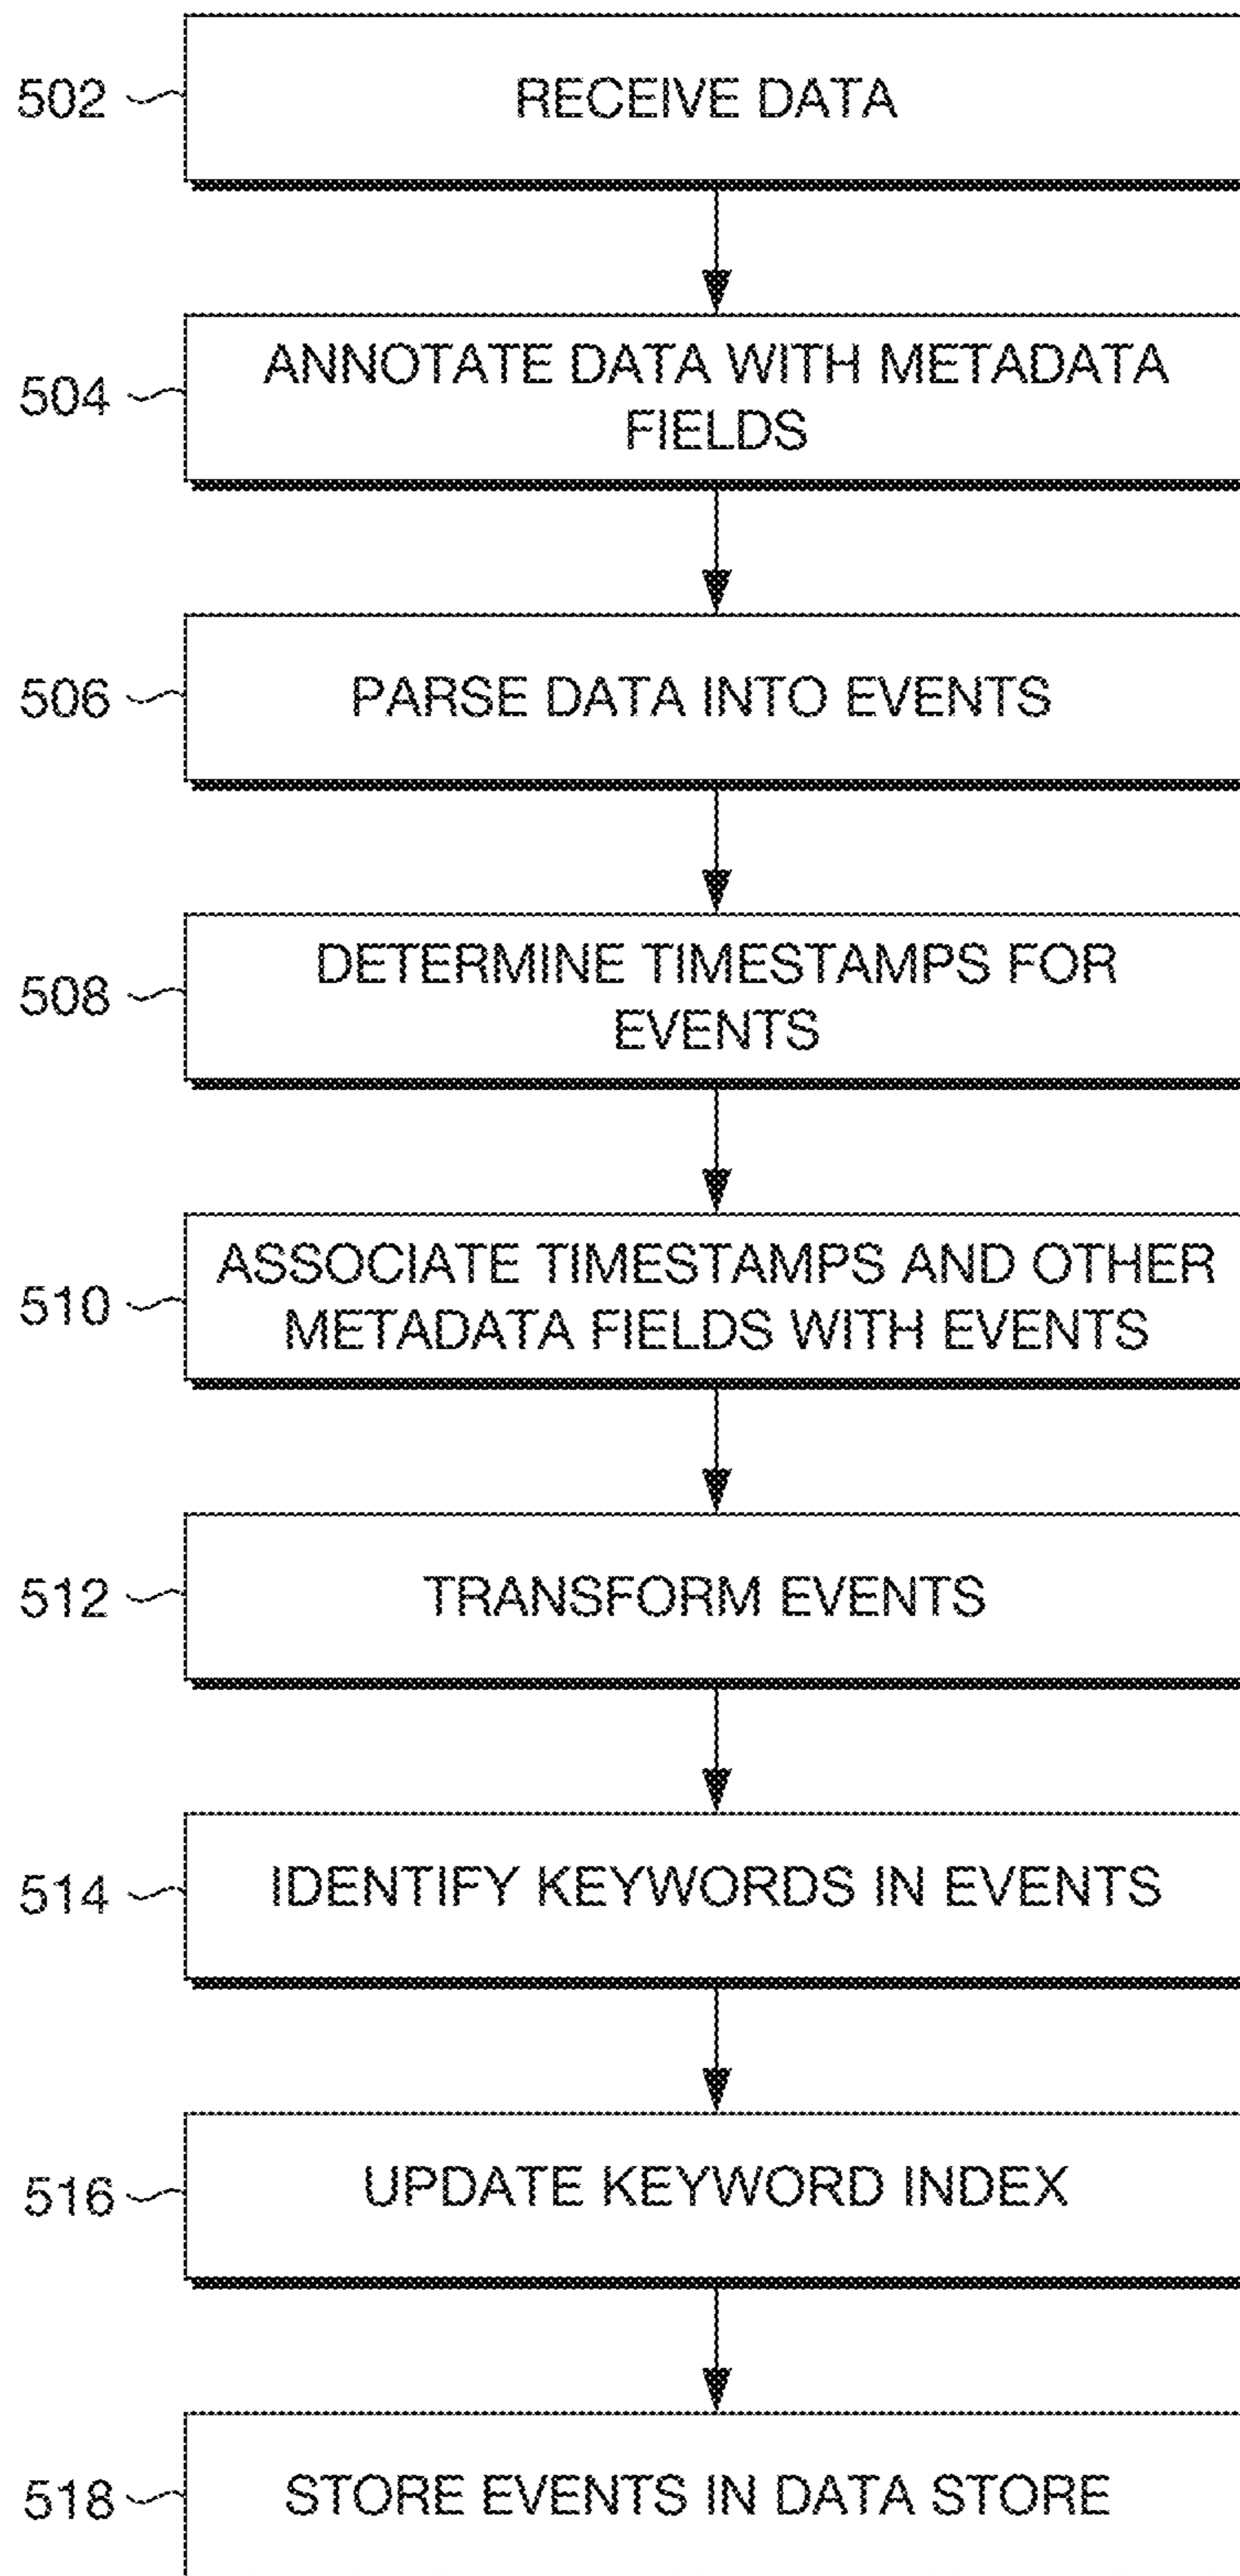 502
RECEIVE DATA
504
ANNOTATE DATA WITH METADATA
FIELDS
506
PARSE DATA INTO EVENTS
508
DETERMINE TIMESTAMPS FOR
EVENTS
510
ASSOCIATE TIMESTAMPS AND OTHER
METADATA FIELDS WITH EVENTS
512
TRANSFORM EVENTS
514
IDENTIFY KEYWORDS IN EVENTS
516
UPDATE KEYWORD INDEX
518
STORE EVENTS IN DATA STORE